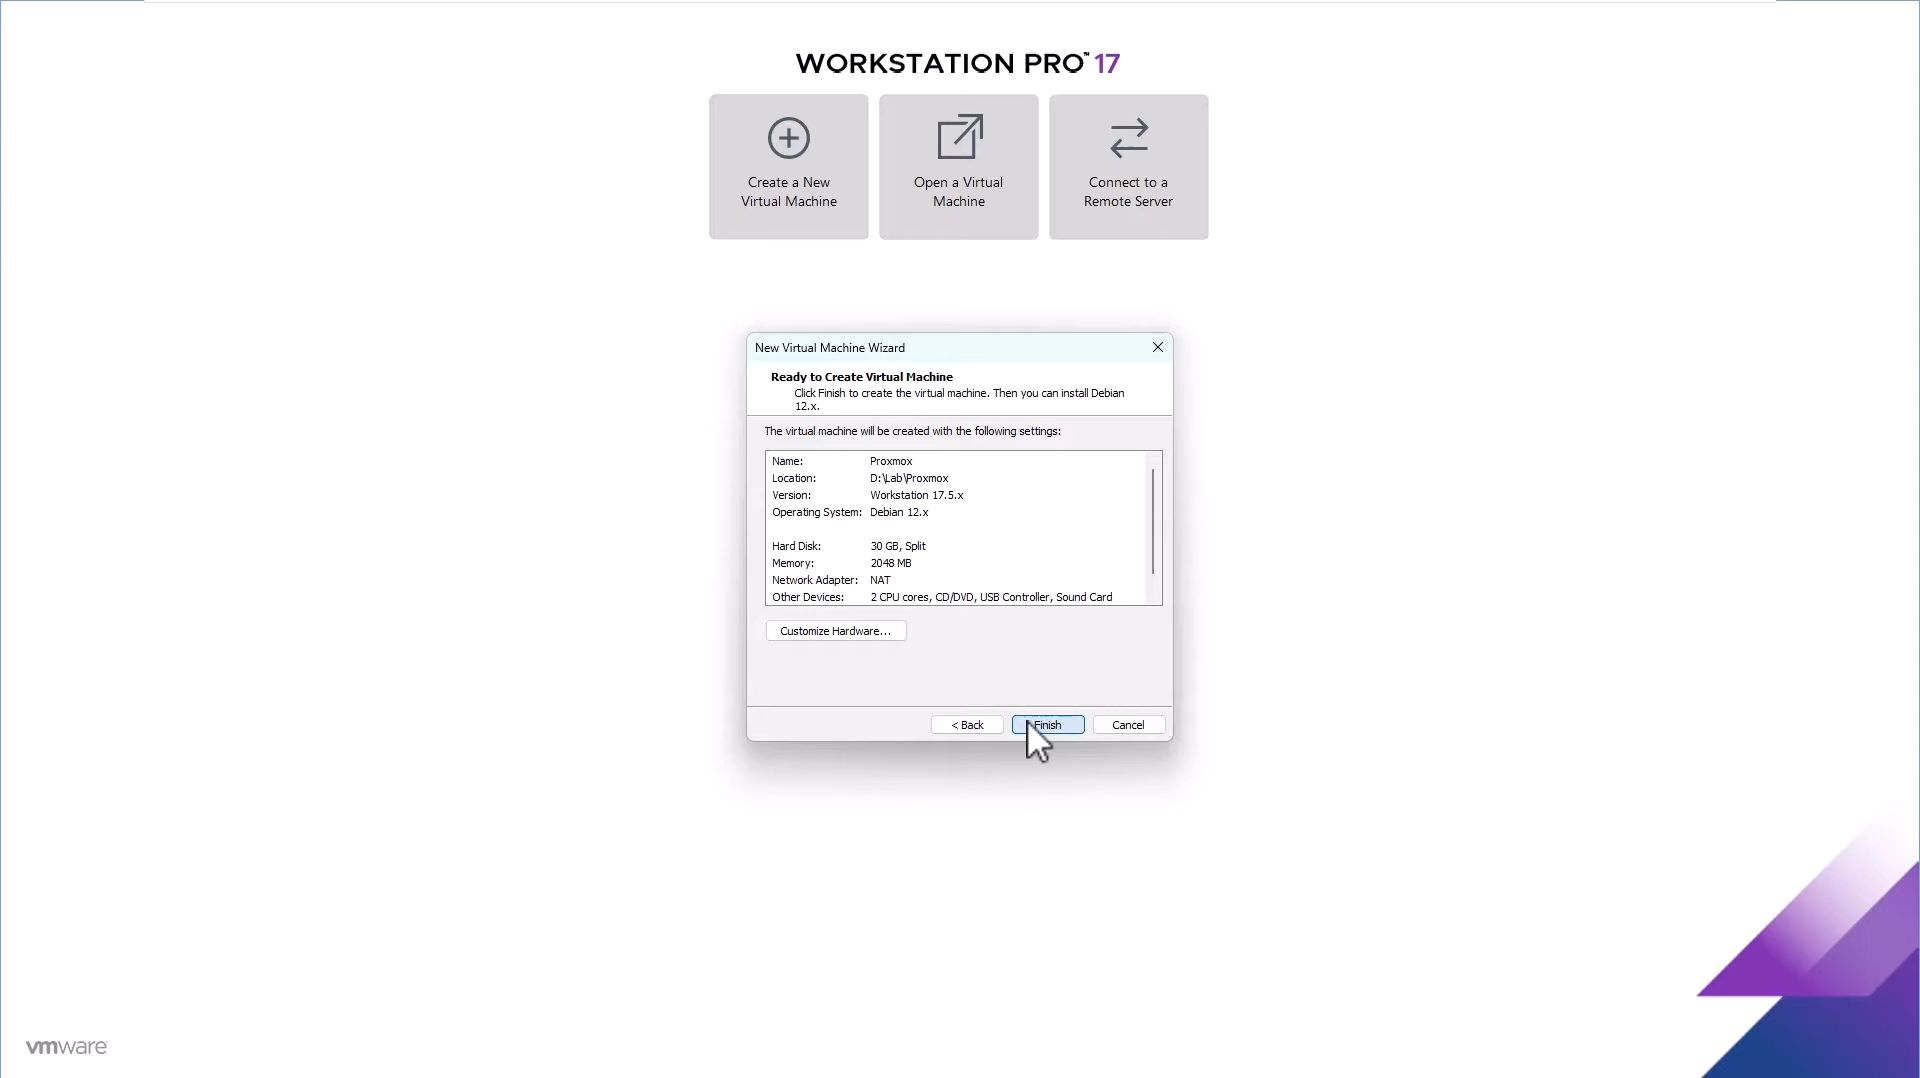 WORKSTATION PRO™ 17
Create a New
Virtual Machine
Open a Virtual
Machine
Connect to a
Remote Server
New Virtual Machine Wizard
Ready to Create Virtual Machine
Click Finish to create the virtual machine. Then you can install Debian
12.x.
The virtual machine will be created with the following settings:
Name: Proxmox
Location: D:\Lab\Proxmox
Version: Workstation 17.5.x
Operating System: Debian 12.x
Hard Disk: 30 GB, Split
Memory: 2048 MB
Network Adapter: NAT
Other Devices: 2 CPU cores, CD/DVD, USB Controller, Sound Card
Customize Hardware...
< Back
Finish
Cancel
vmware